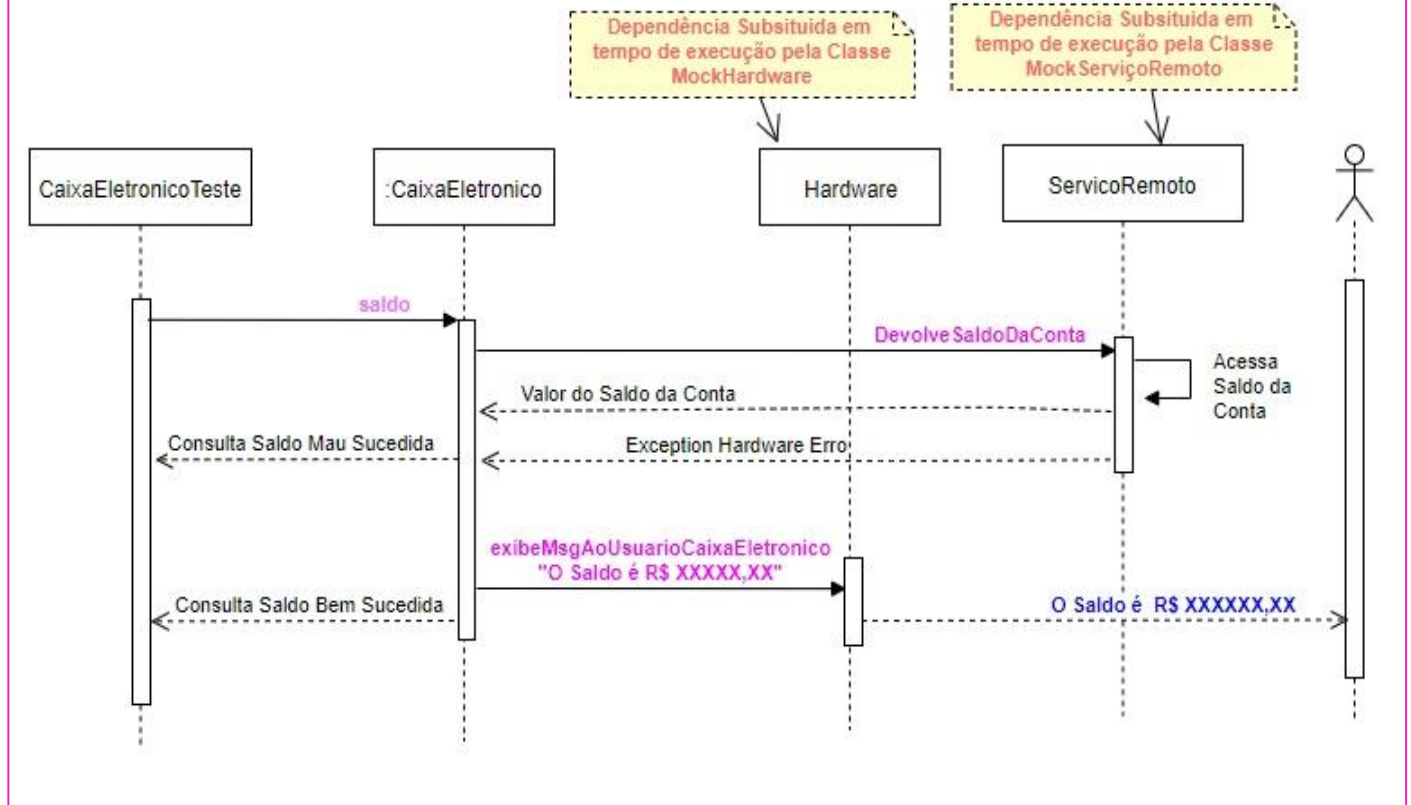 Dependência Subsituida em
tempo de execução pela Classe
MockHardware
Dependência Subsituida em
tempo de execução pela Classe
MockServiçoRemoto
CaixaEletronicoTeste
:CaixaEletronico
Hardware
ServicoRemoto
saldo
DevolveSaldoDaConta
Acessa
Saldo da
Conta
Valor do Saldo da Conta
Consulta Saldo Mau Sucedida
Exception Hardware Erro
exibeMsgAoUsuarioCaixaEletronico
"O Saldo é R$ XXXXX,XX"
Consulta Saldo Bem Sucedida
O Saldo é R$ XXXXXX,XX